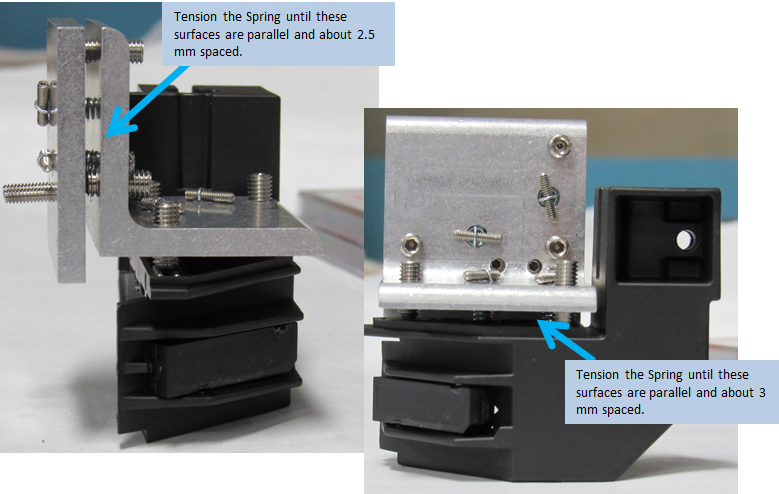 Tension the Spring until these
surfaces are parallel and about 2.5
mm spaced.
Tension the Spring until these
surfaces are parallel and about 3
mm spaced.